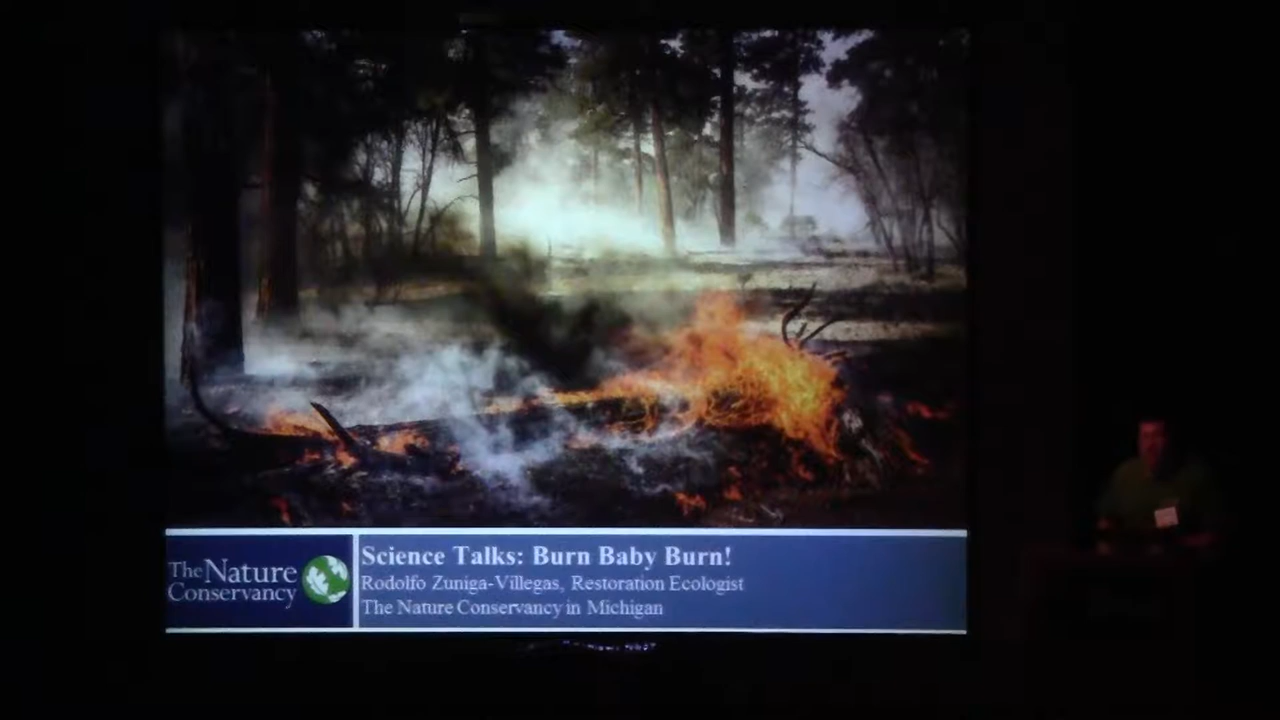 The Nature
Conservancy
Science Talks: Burn Baby Burn!
Rodolfo Zuniga-Villegas, Restoration Ecologist
The Nature Conservancy in Michigan